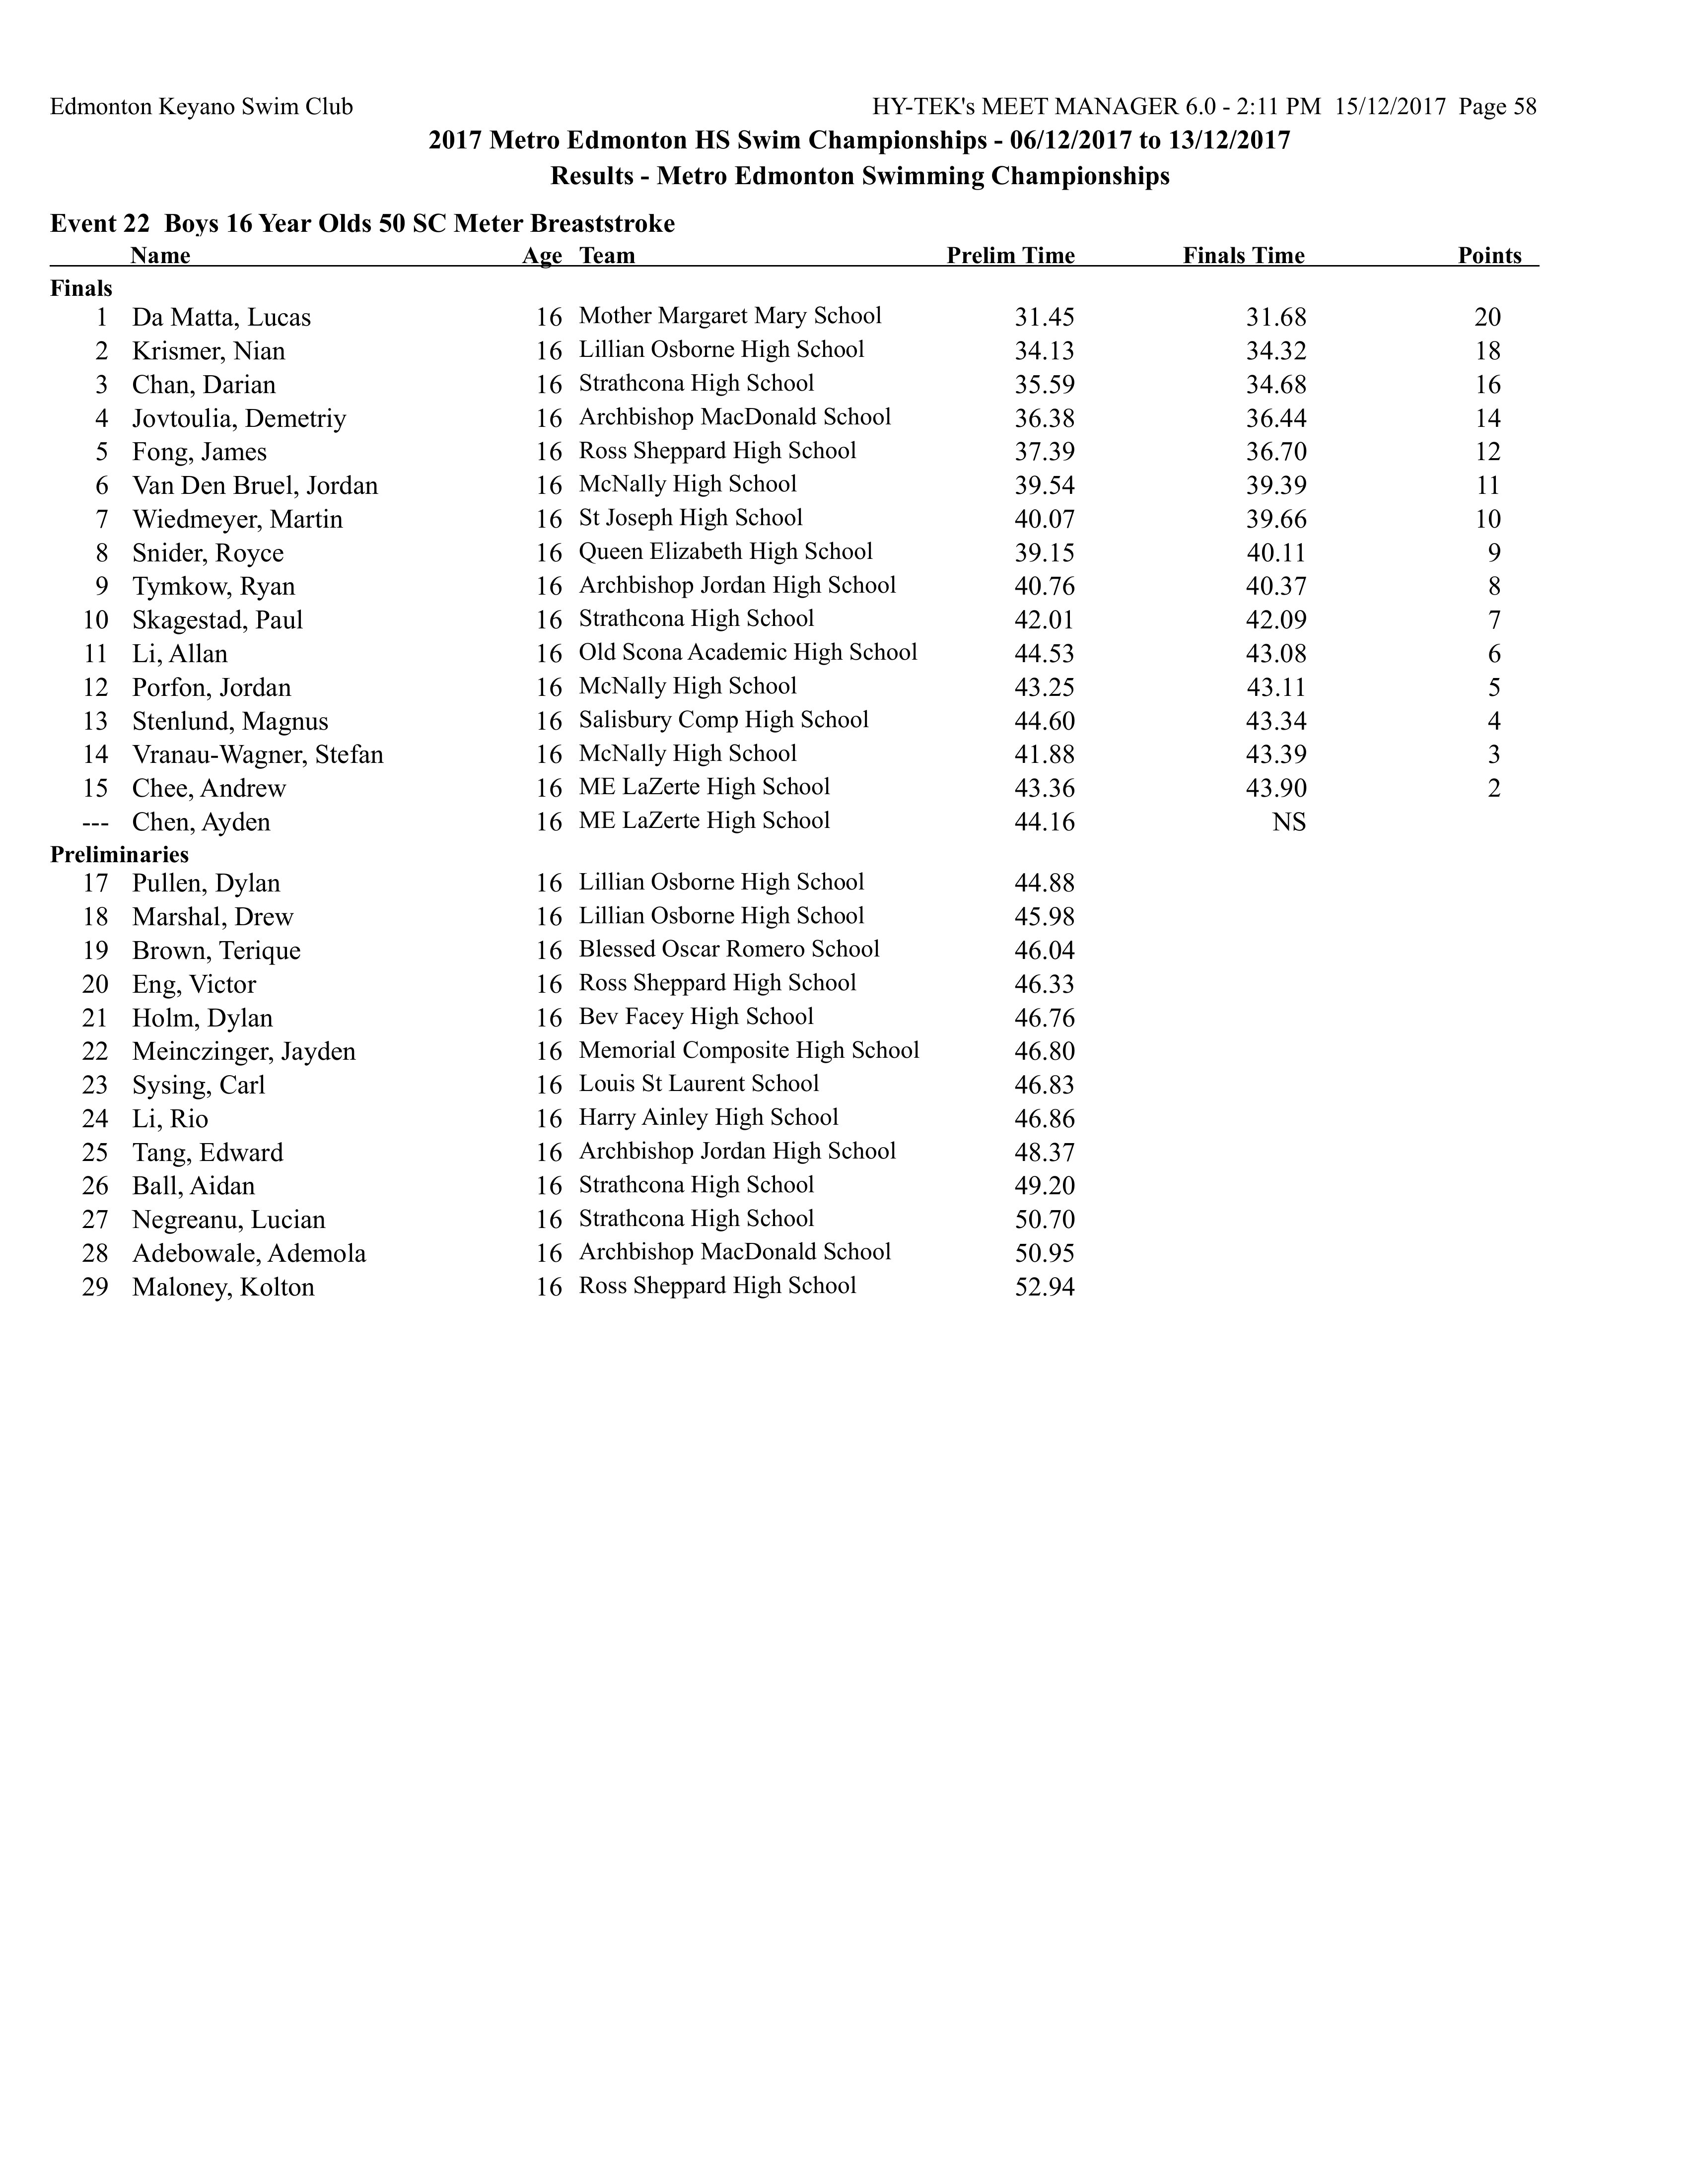 Edmonton Keyano Swim Club HY-TEK's MEET MANAGER 6.0 - 2:11 PM 15/12/2017 Page 58
2017 Metro Edmonton HS Swim Championships - 06/12/2017 to 13/12/2017
Results - Metro Edmonton Swimming Championships
Event 22 Boys 16 Year Olds 50 SC Meter Breaststroke
Name Age Team Prelim Time Finals Time Points
Finals
1 Da Matta, Lucas 16 Mother Margaret Mary School 31.45 31.68 20
2 Krismer, Nian 16 Lillian Osborne High School 34.13 34.32 18
3 Chan, Darian 16 Strathcona High School 35.59 34.68 16
4 Jovtoulia, Demetriy 16 Archbishop MacDonald School 36.38 36.44 14
5 Fong, James 16 Ross Sheppard High School 37.39 36.70 12
6 Van Den Bruel, Jordan 16 McNally High School 39.54 39.39 11
7 Wiedmeyer, Martin 16 St Joseph High School 40.07 39.66 10
8 Snider, Royce 16 Queen Elizabeth High School 39.15 40.11 9
9 Tymkow, Ryan 16 Archbishop Jordan High School 40.76 40.37 8
10 Skagestad, Paul 16 Strathcona High School 42.01 42.09 7
11 Li, Allan 16 Old Scona Academic High School 44.53 43.08 6
12 Porfon, Jordan 16 McNally High School 43.25 43.11 5
13 Stenlund, Magnus 16 Salisbury Comp High School 44.60 43.34 4
14 Vranau-Wagner, Stefan 16 McNally High School 41.88 43.39 3
15 Chee, Andrew 16 ME LaZerte High School 43.36 43.90 2
--- Chen, Ayden 16 ME LaZerte High School 44.16 NS
Preliminaries
17 Pullen, Dylan 16 Lillian Osborne High School 44.88
18 Marshal, Drew 16 Lillian Osborne High School 45.98
19 Brown, Terique 16 Blessed Oscar Romero School 46.04
20 Eng, Victor 16 Ross Sheppard High School 46.33
21 Holm, Dylan 16 Bev Facey High School 46.76
22 Meinczinger, Jayden 16 Memorial Composite High School 46.80
23 Sysing, Carl 16 Louis St Laurent School 46.83
24 Li, Rio 16 Harry Ainley High School 46.86
25 Tang, Edward 16 Archbishop Jordan High School 48.37
26 Ball, Aidan 16 Strathcona High School 49.20
27 Negreanu, Lucian 16 Strathcona High School 50.70
28 Adebowale, Ademola 16 Archbishop MacDonald School 50.95
29 Maloney, Kolton 16 Ross Sheppard High School 52.94